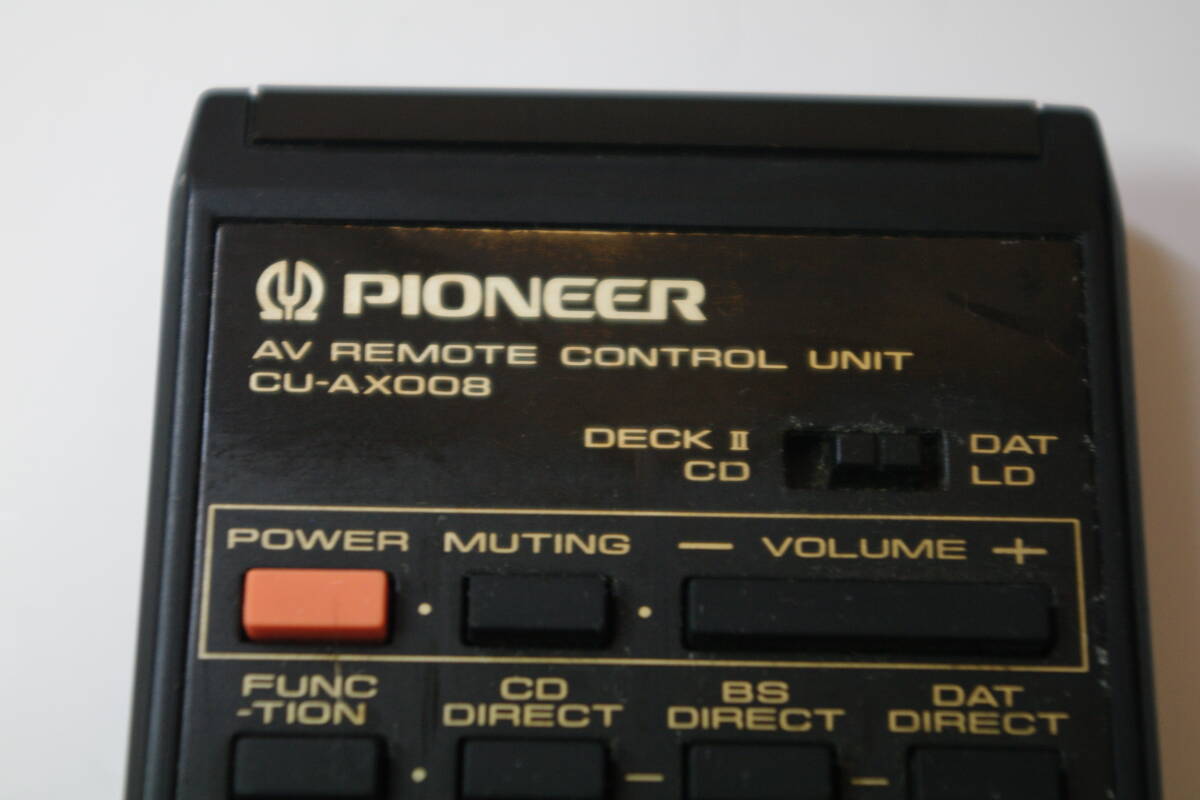 PIONEER
AV REMOTE CONTROL UNIT
CU-AX008
DECK II DAT
CD LD
POWER MUTING — VOLUME +
FUNC CD BS DAT
-TION DIRECT DIRECT DIRECT